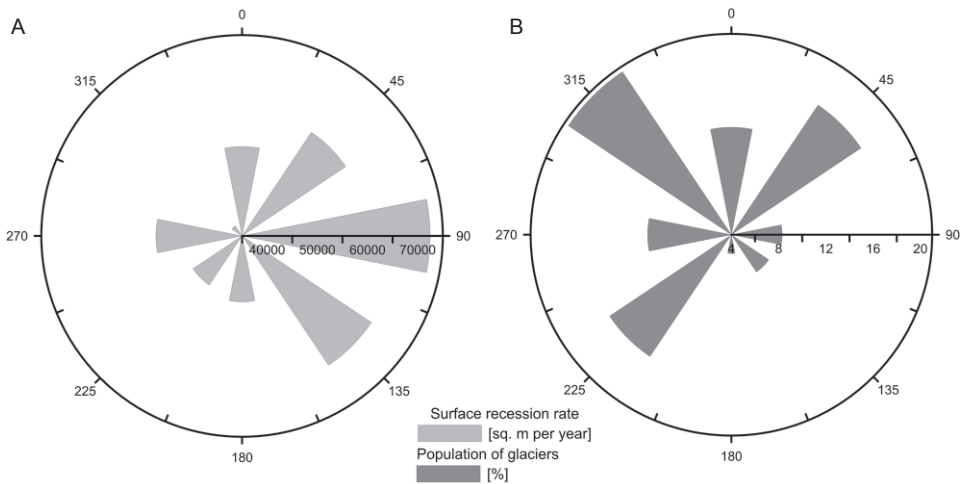 A
0
45
90
135
180
225
270
315
40000 50000 60000 70000
B
0
45
90
135
180
225
270
315
4 8 12 16 20
Surface recession rate
[sq. m per year]
Population of glaciers
[%]